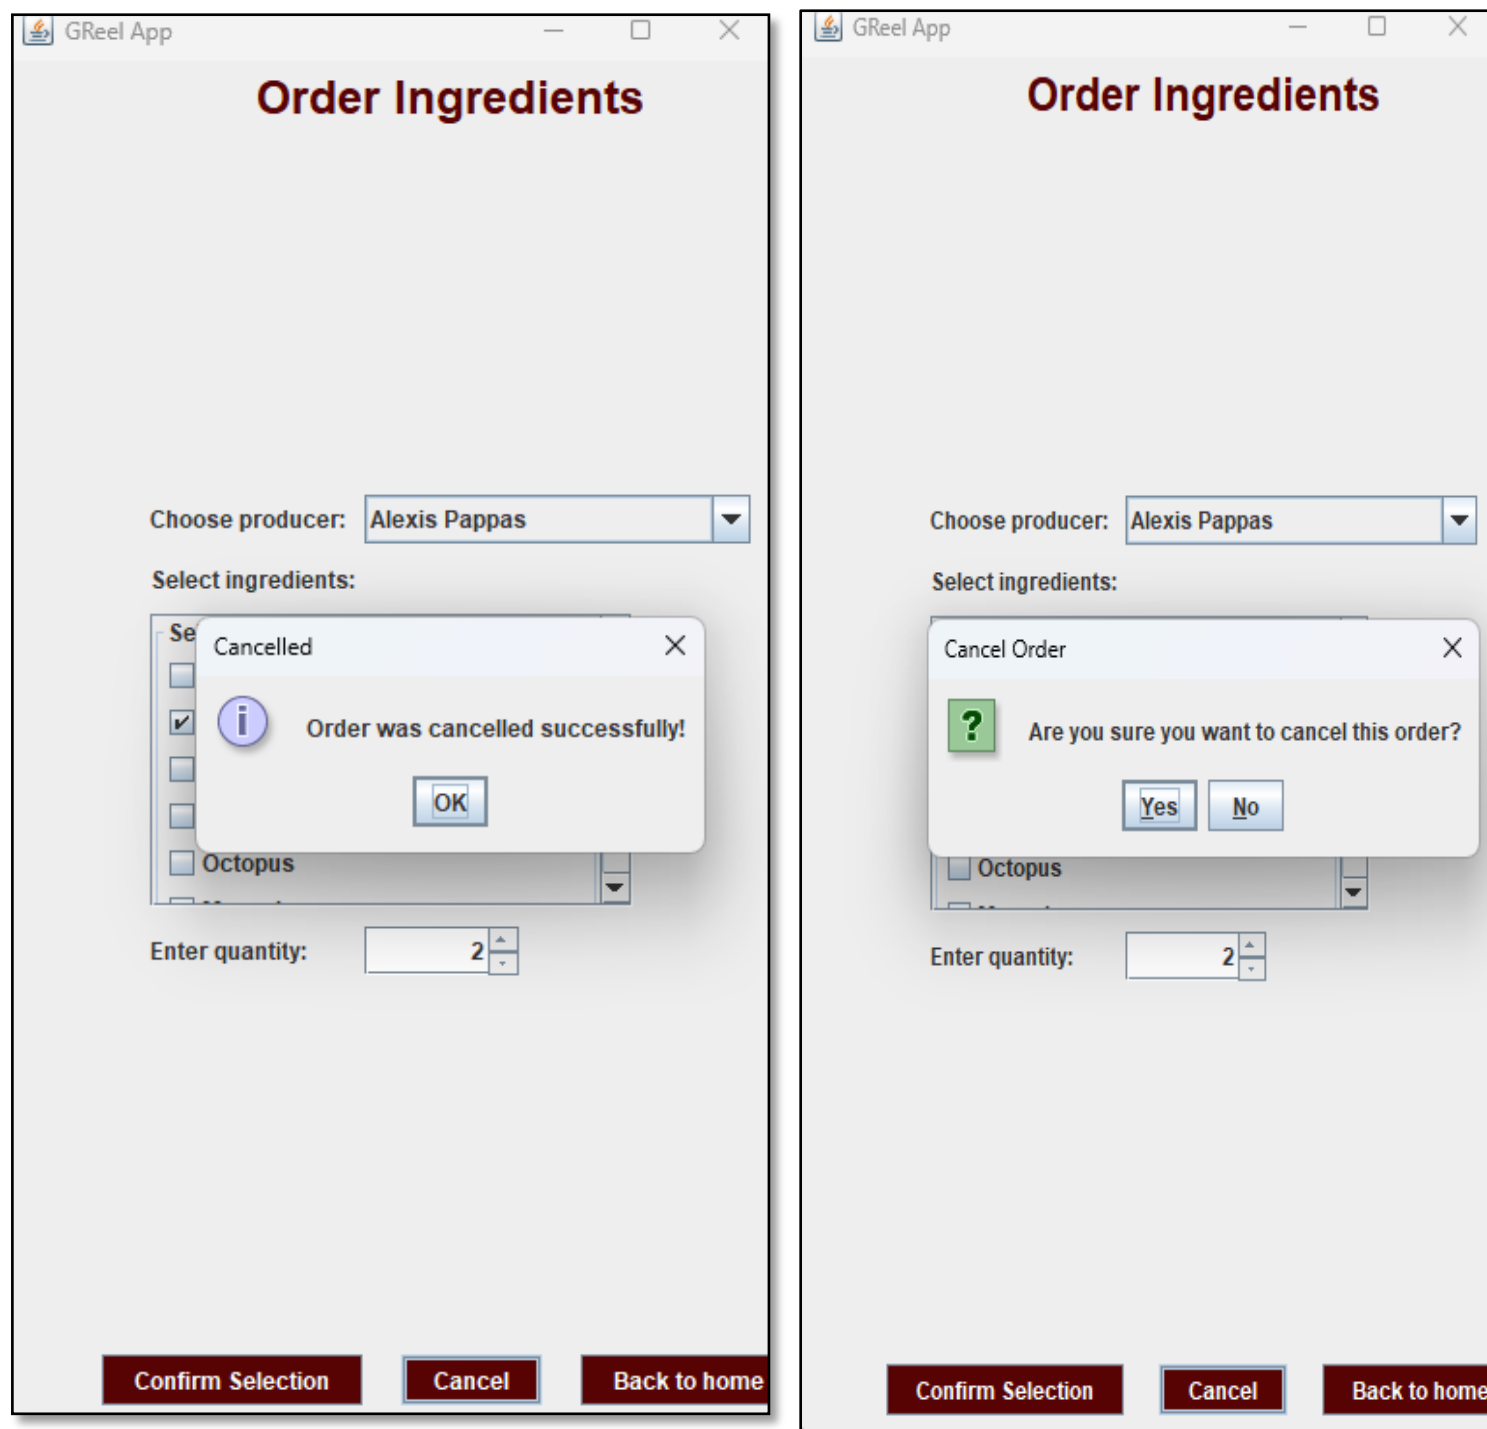 GReel App
Order Ingredients
Choose producer: Alexis Pappas
Select ingredients:
Cancelled
Order was cancelled successfully!
OK
Octopus
Enter quantity: 2
Confirm Selection Cancel Back to home
GReel App
Order Ingredients
Choose producer: Alexis Pappas
Select ingredients:
Cancel Order
? Are you sure you want to cancel this order?
Yes No
Octopus
Enter quantity: 2
Confirm Selection Cancel Back to home